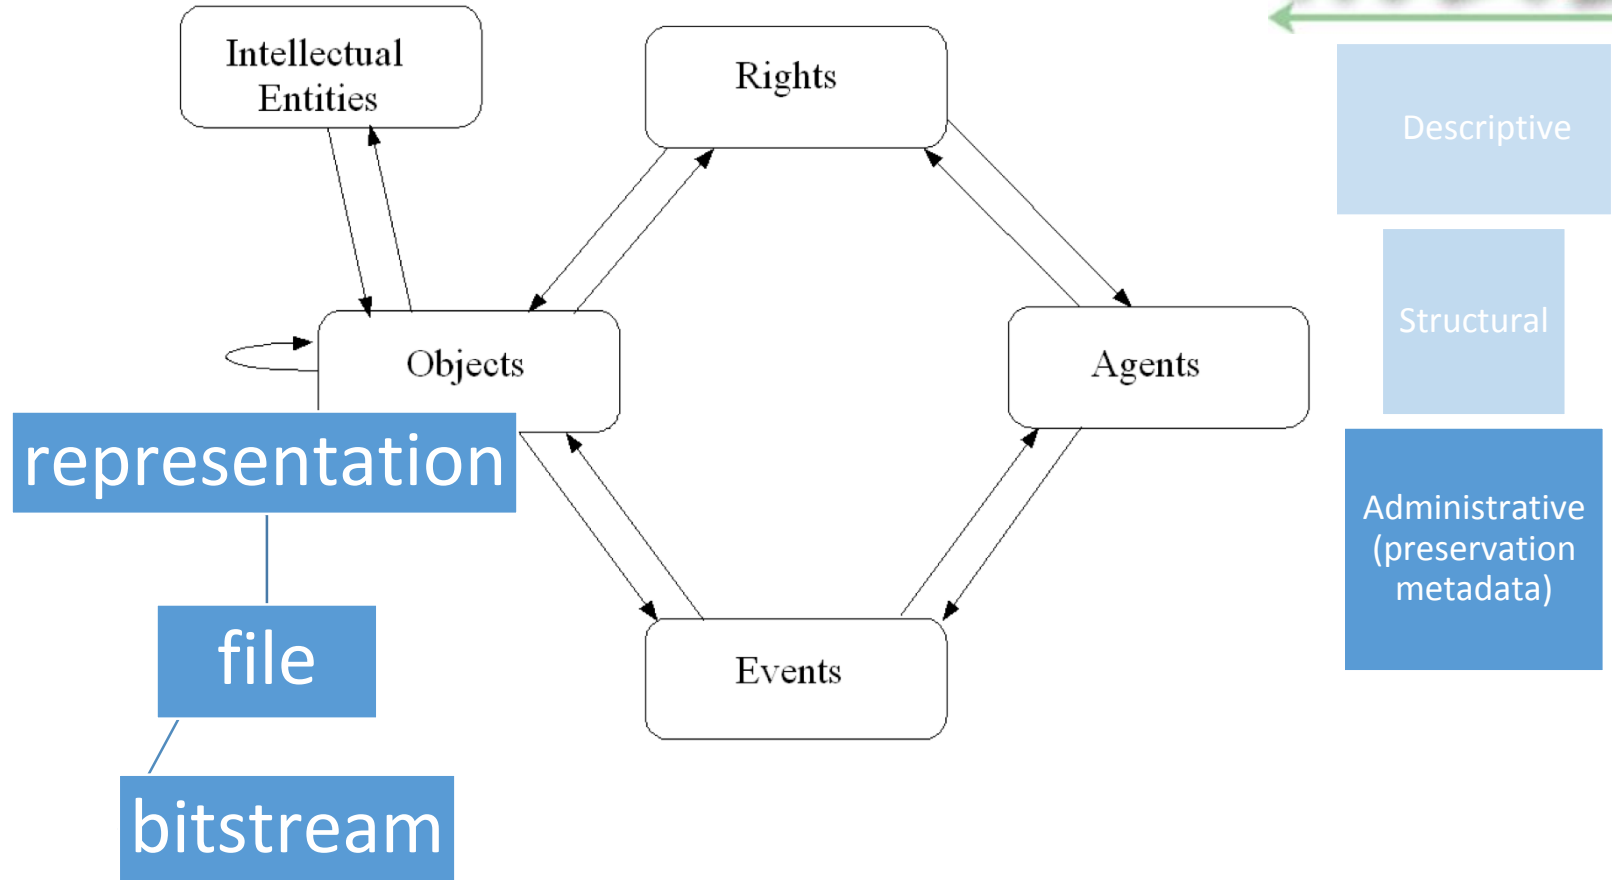 Intellectual
Entities
Rights
Descriptive
Structural
Objects
Agents
representation
Administrative
(preservation
metadata)
file
Events
bitstream